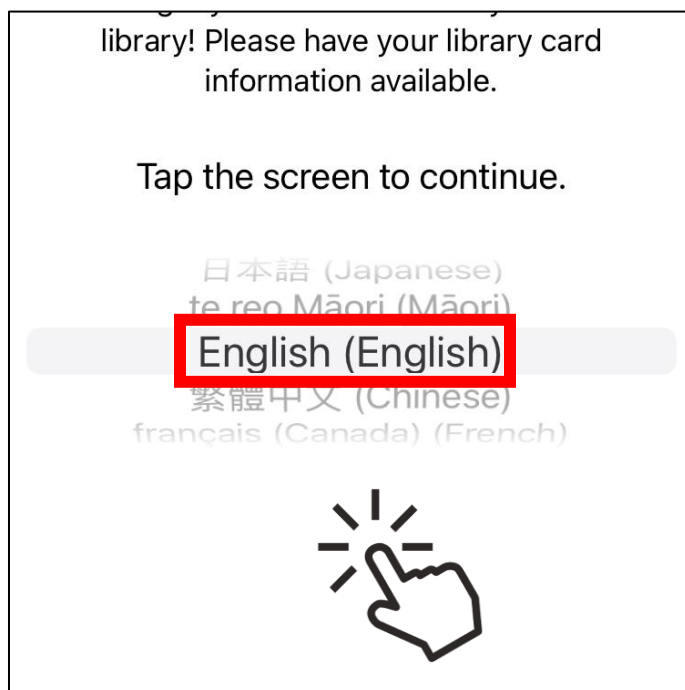 library! Please have your library card
information available.
Tap the screen to continue.
日本語 (Japanese)
te reo Māori (Māori)
English (English)
繁體中文 (Chinese)
français (Canada) (French)